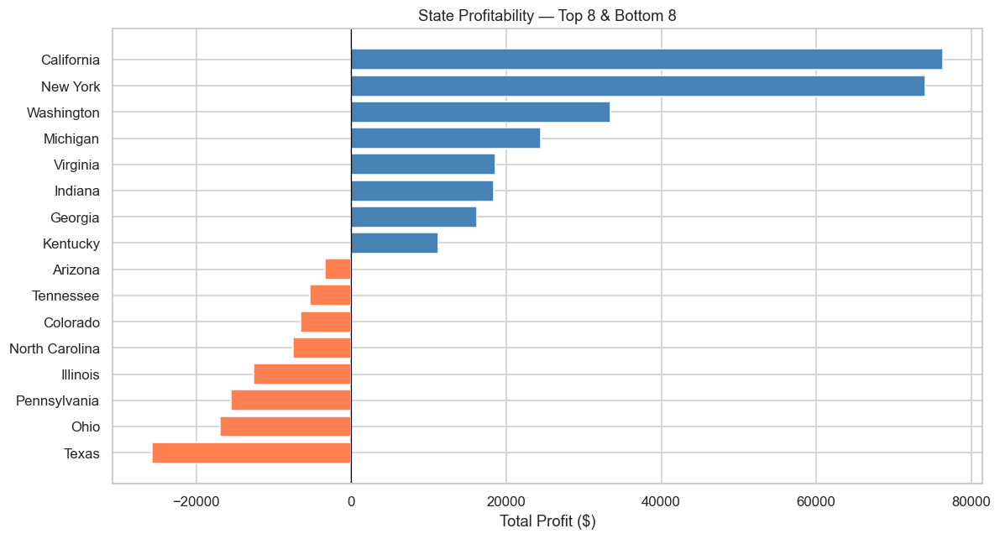 State Profitability — Top 8 & Bottom 8
California
New York
Washington
Michigan
Virginia
Indiana
Georgia
Kentucky
Arizona
Tennessee
Colorado
North Carolina
Illinois
Pennsylvania
Ohio
Texas
−20000 0 20000 40000 60000 80000
Total Profit ($)